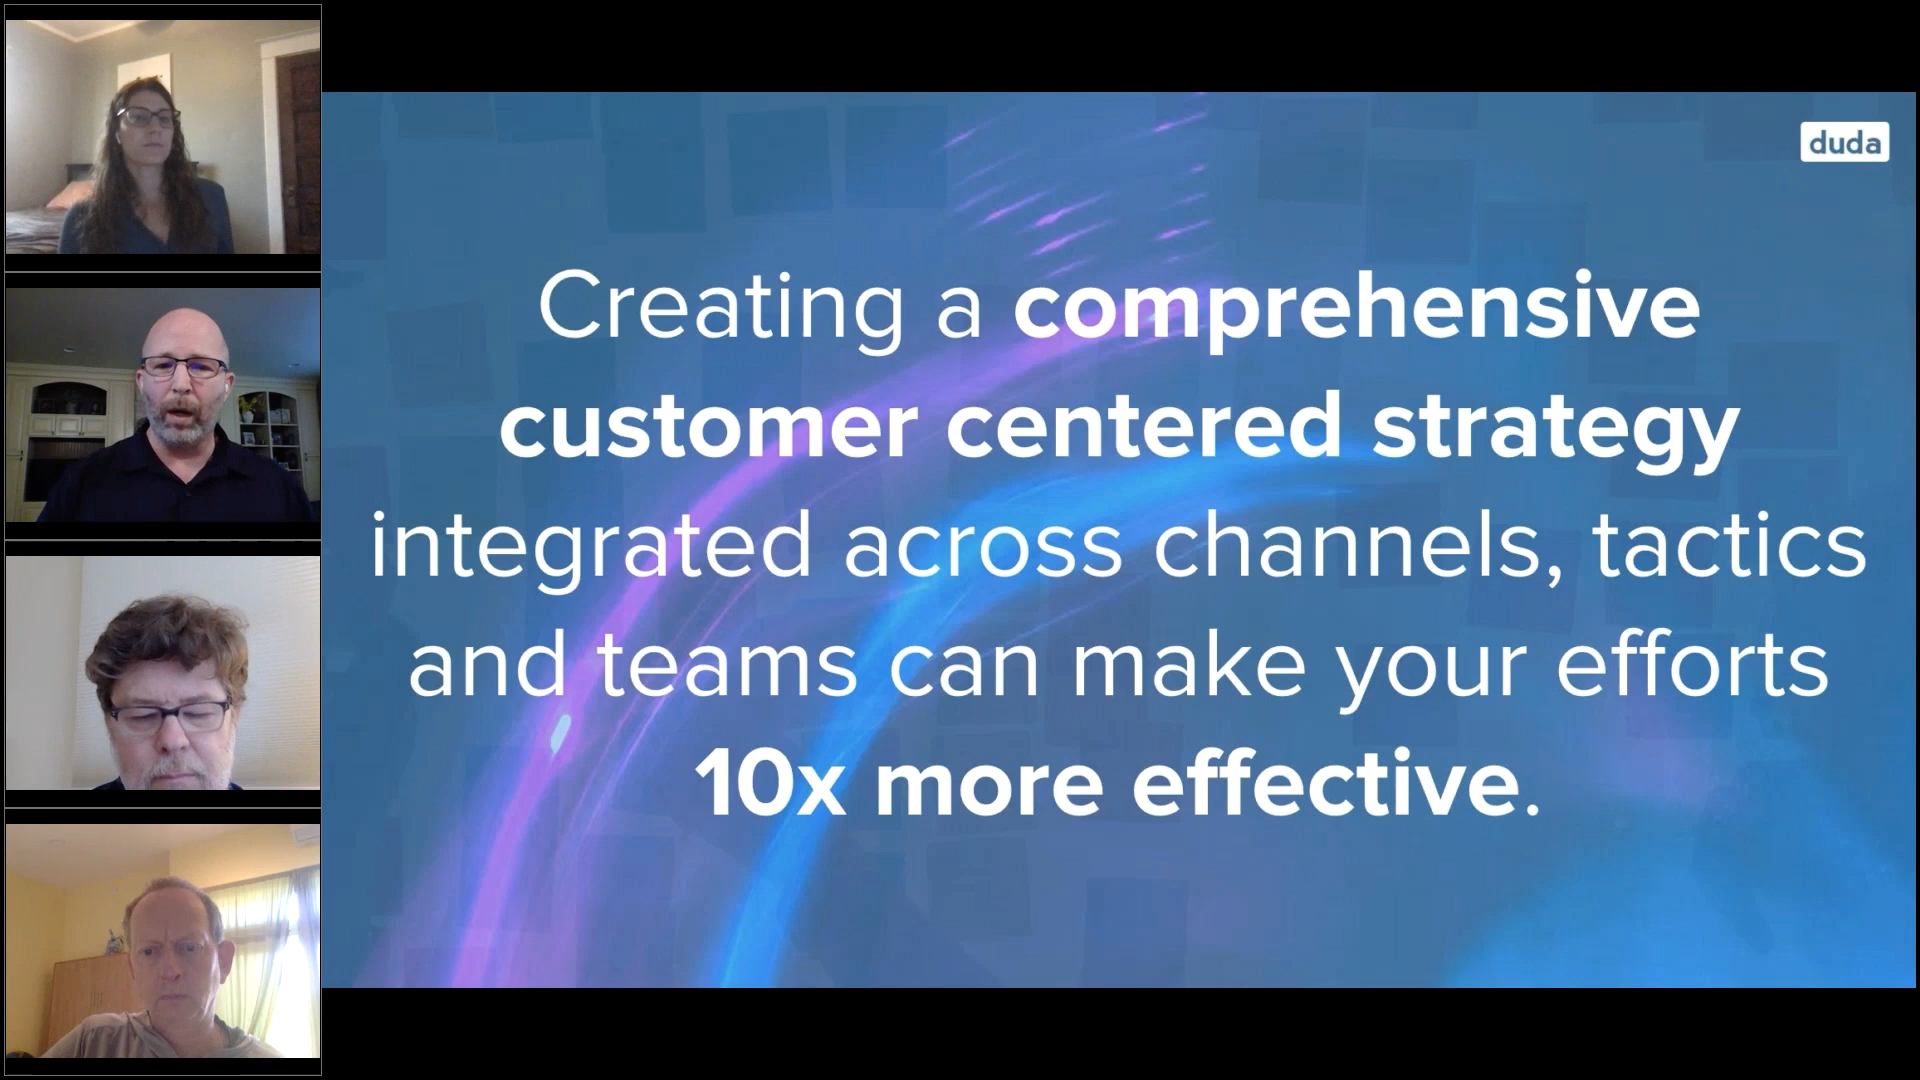 duda
Creating a comprehensive
customer centered strategy
integrated across channels, tactics
and teams can make your efforts
10x more effective.